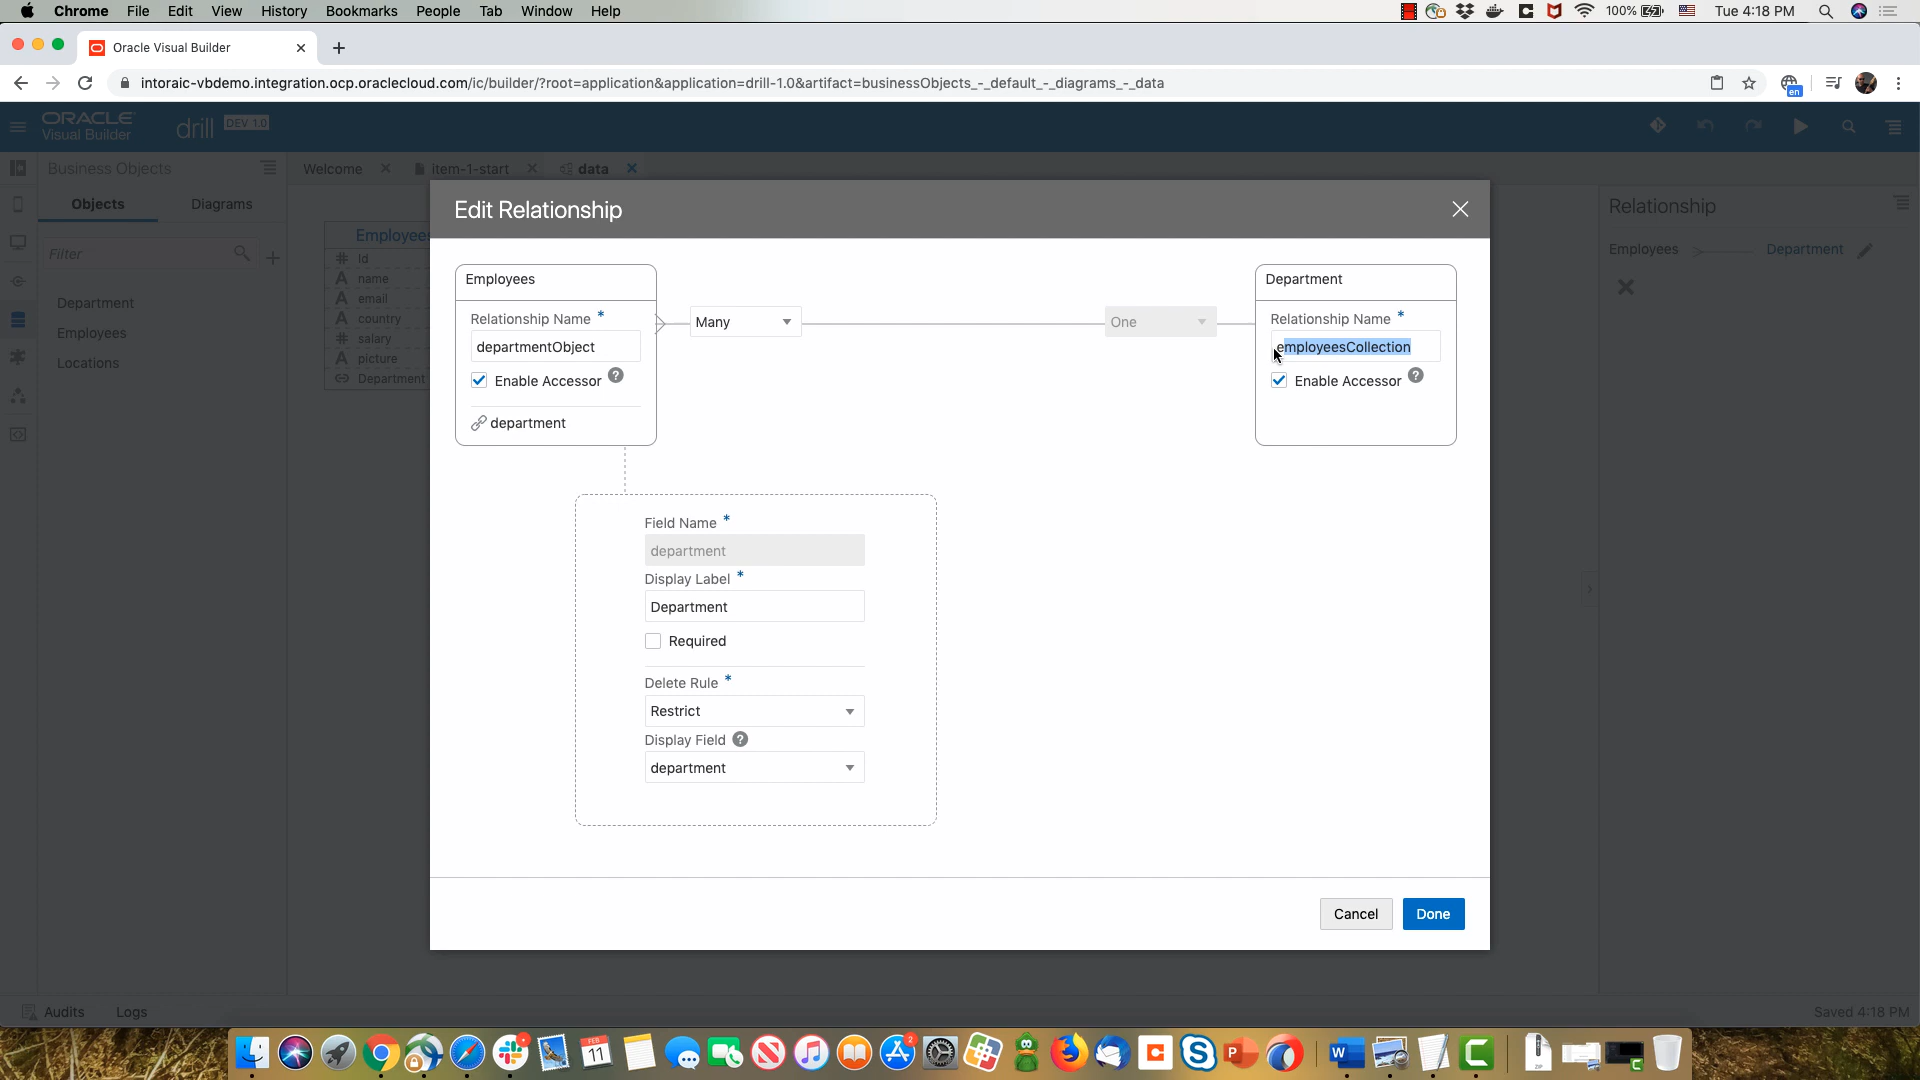 Chrome File Edit View History Bookmarks People Tab Window Help
100% Tue 4:18 PM
Oracle Visual Builder
intoraic-vbdemo.integration.ocp.oraclecloud.com/ic/builder/?root=application&application=drill-1.0&artifact=businessObjects_-_default_-_diagrams_-_data
en
ORACLE
Visual Builder
drill DEV 1.0
Business Objects
Welcome item-1-start data
Objects Diagrams
Filter
Department
Employees
Locations
Employee
# id
A name
A email
A country
# salary
A picture
Department
Edit Relationship
Employees
Relationship Name *
departmentObject
Enable Accessor ?
department
Many
One
Department
Relationship Name *
employeesCollection
Enable Accessor ?
Field Name *
department
Display Label *
Department
Required
Delete Rule *
Restrict
Display Field ?
department
Cancel Done
Relationship
Employees Department
Audits Logs
Saved 4:18 PM
FEB
11
2